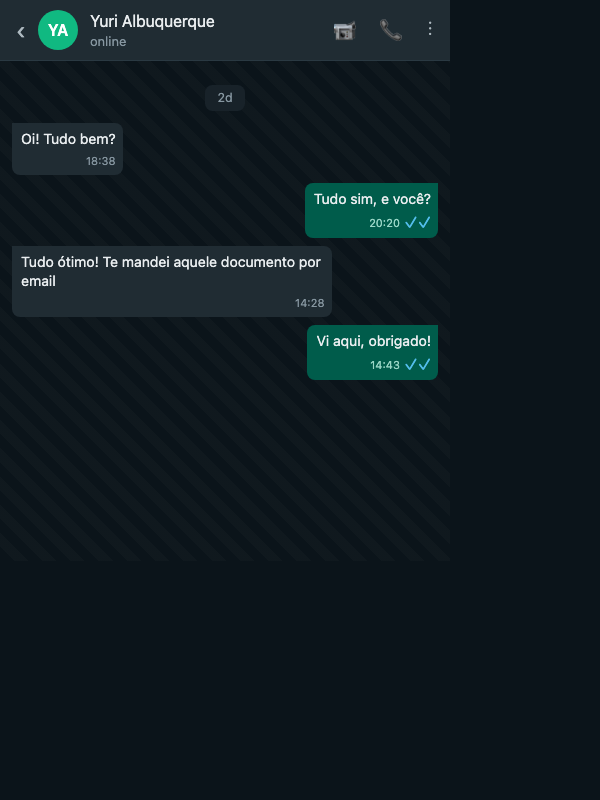 YA
Yuri Albuquerque
online
2d
Oi! Tudo bem?
18:38
Tudo sim, e você?
20:20
Tudo ótimo! Te mandei aquele documento por
email
14:28
Vi aqui, obrigado!
14:43